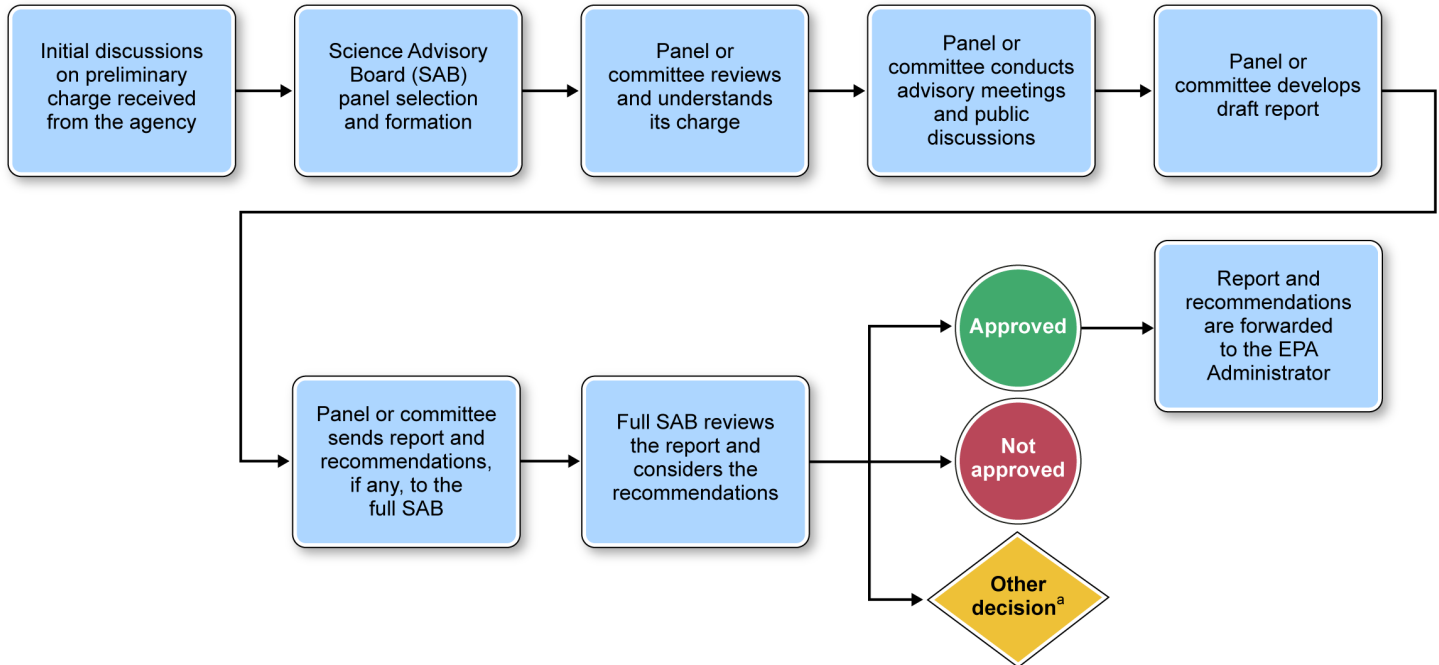 Initial discussions
on preliminary
charge received
from the agency
Science Advisory
Board (SAB)
panel selection
and formation
Panel or
committee reviews
and understands
its charge
Panel or
committee conducts
advisory meetings
and public
discussions
Panel or
committee develops
draft report
Panel or committee
sends report and
recommendations,
if any, to the
full SAB
Full SAB reviews
the report and
considers the
recommendations
Approved
Report and
recommendations
are forwarded
to the EPA
Administrator
Not
approved
Other
decisionᵃ